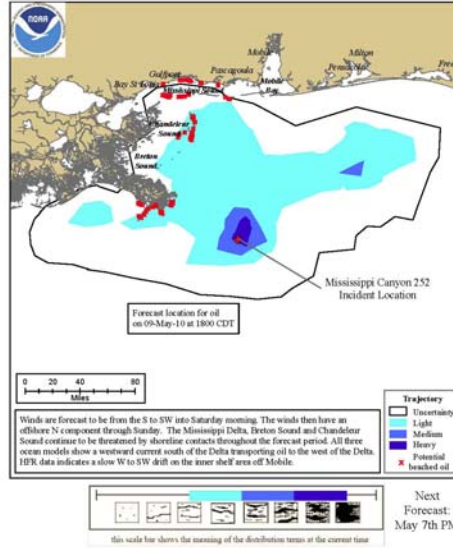 NOAA
Mobile
Milton
Pensacola
Gulfport
Pascagoula
Bay St Louis
Mobile
Bay
Mississippi Sound
Chandeleur
Sound
Breton
Sound
Mississippi Canyon 252
Incident Location
Forecast location for oil
on 09-May-10 at 1800 CDT
0 20 40 80
Miles
Winds are forecast to be from the S to SW into Saturday morning. The winds then have an
offshore N component through Sunday. The Mississippi Delta, Breton Sound and Chandeleur
Sound continue to be threatened by shoreline contacts throughout the forecast period. All three
ocean models show a westward current south of the Delta transporting oil to the west of the Delta.
HFR data indicates a slow W to SW drift on the inner shelf area off Mobile.
Trajectory
Uncertainty
Light
Medium
Heavy
Potential
beached oil
Next
Forecast:
May 7th PM
this scale bar shows the meaning of the distribution terms at the current time